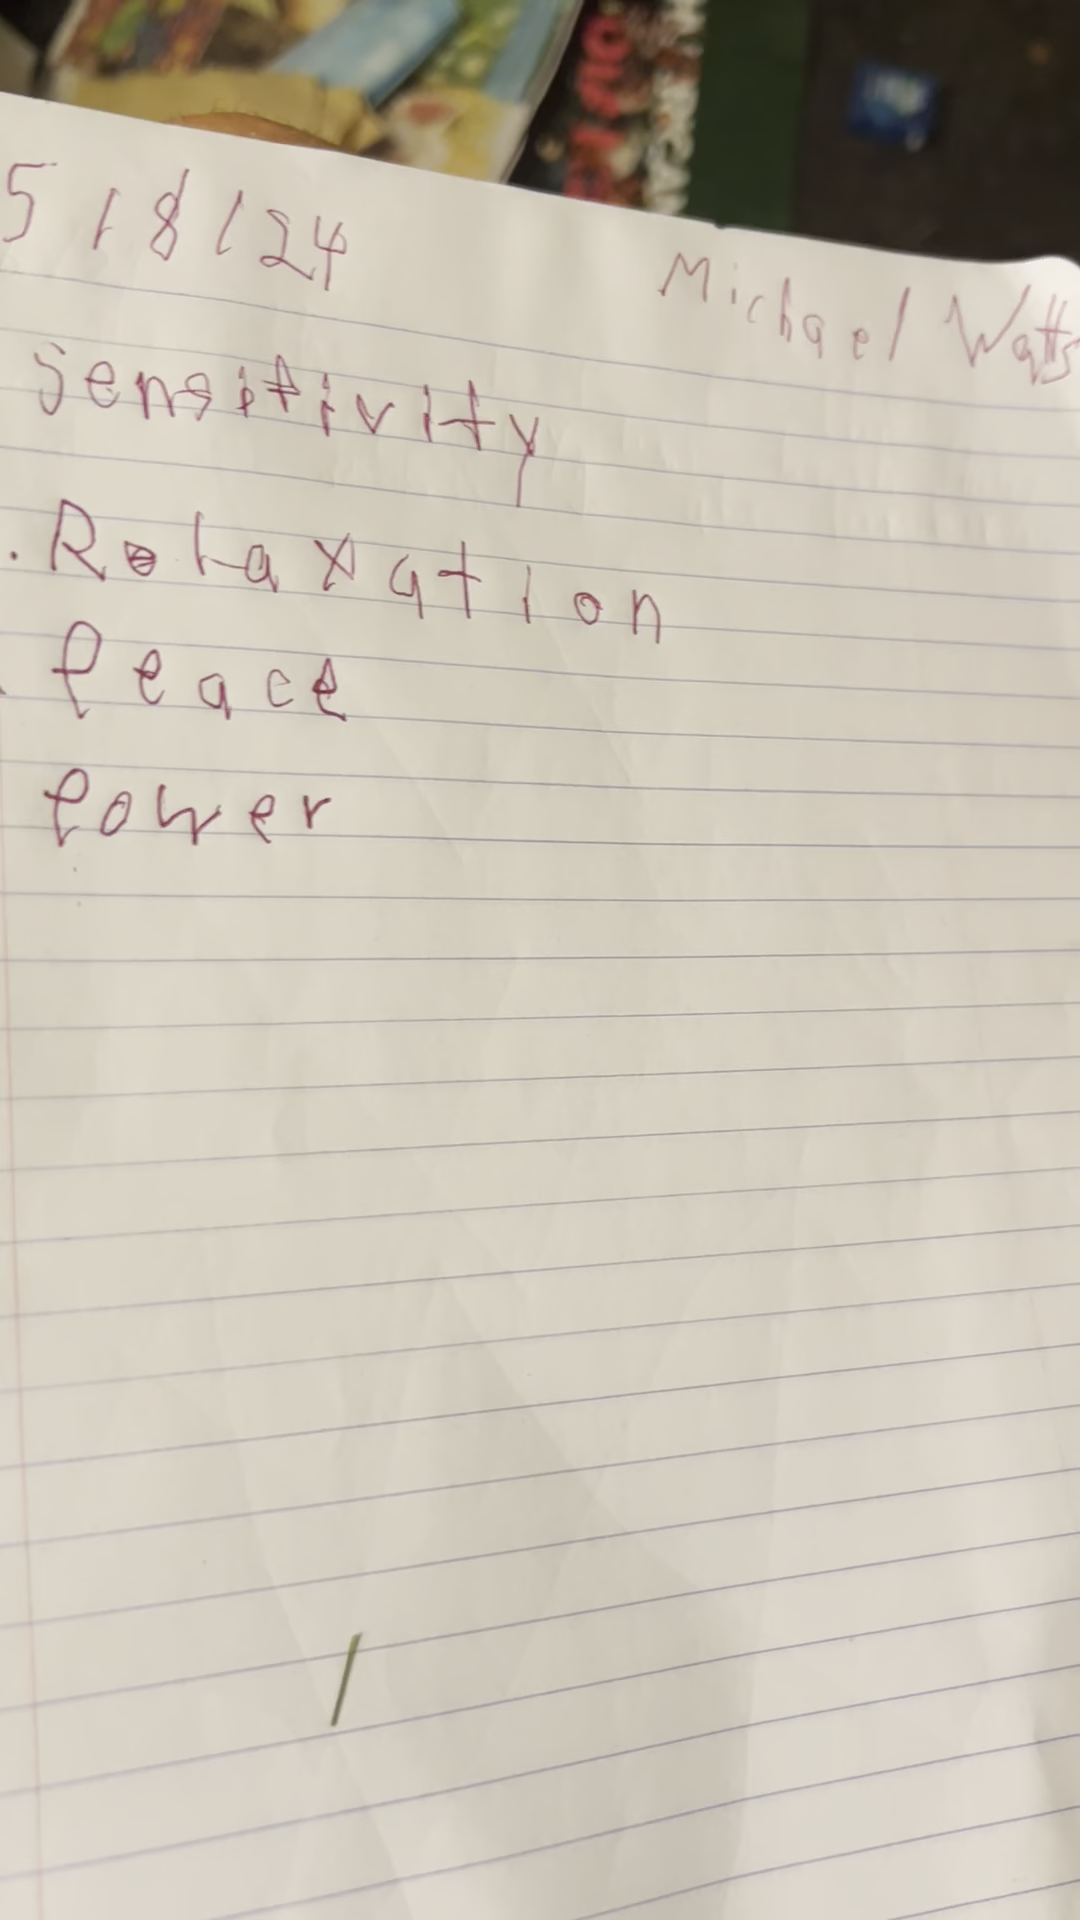 5/8/24
Michael Watts
Sensitivity
. Relaxation
. Peace
Power